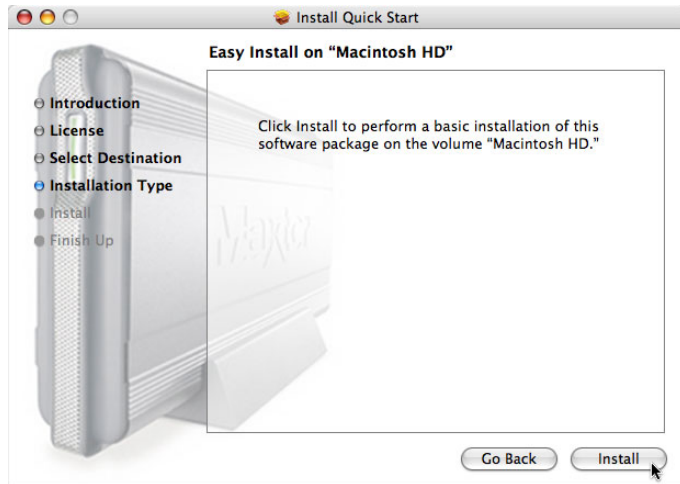 Install Quick Start
Easy Install on “Macintosh HD”
Introduction
License
Select Destination
Installation Type
Install
Finish Up
Click Install to perform a basic installation of this
software package on the volume “Macintosh HD.”
Maxtor
Go Back
Install